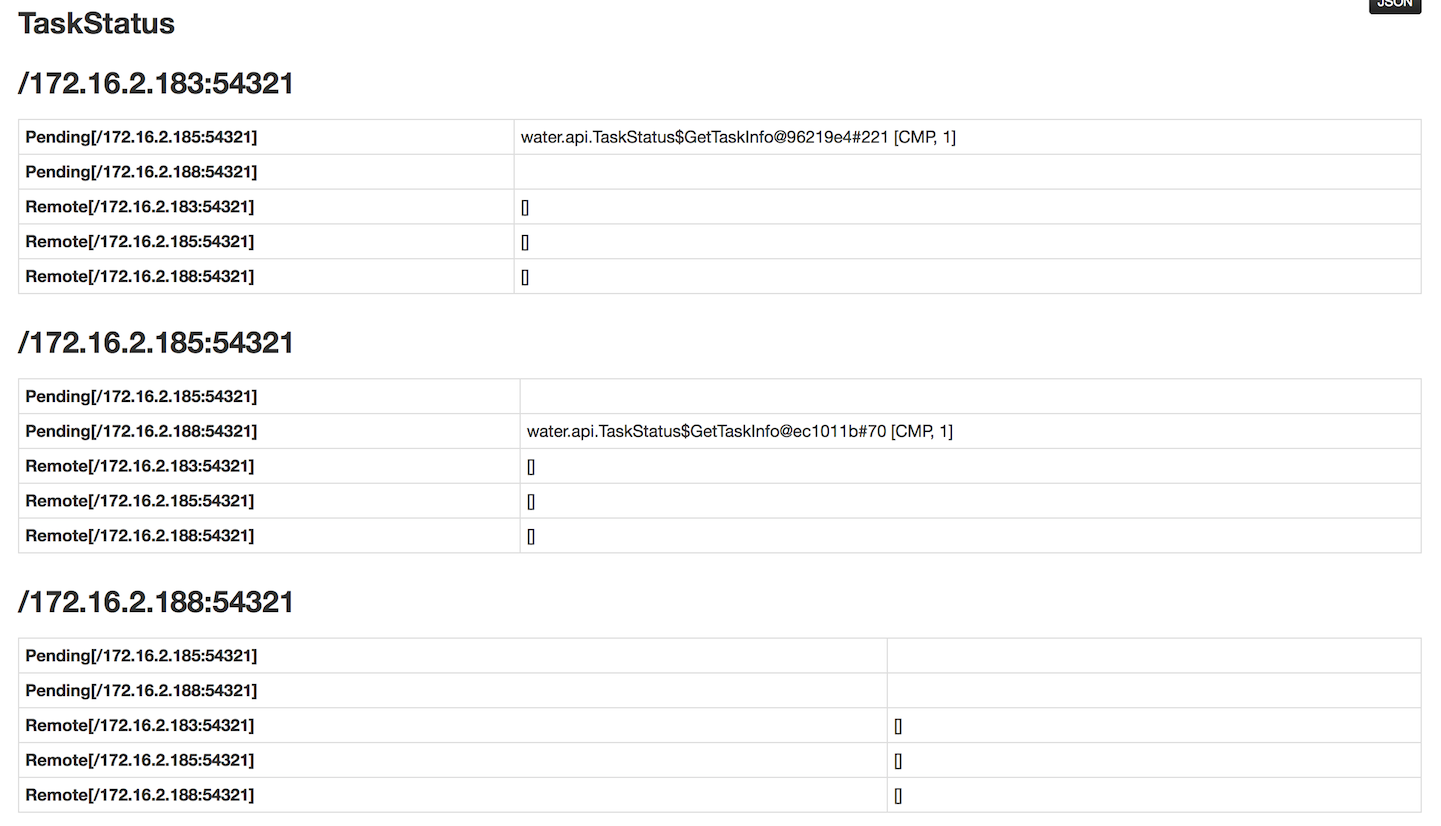 JSON
TaskStatus
/172.16.2.183:54321
Pending[/172.16.2.185:54321] water.api.TaskStatus$GetTaskInfo@96219e4#221 [CMP, 1]
Pending[/172.16.2.188:54321]
Remote[/172.16.2.183:54321] []
Remote[/172.16.2.185:54321] []
Remote[/172.16.2.188:54321] []
/172.16.2.185:54321
Pending[/172.16.2.185:54321]
Pending[/172.16.2.188:54321] water.api.TaskStatus$GetTaskInfo@ec1011b#70 [CMP, 1]
Remote[/172.16.2.183:54321] []
Remote[/172.16.2.185:54321] []
Remote[/172.16.2.188:54321] []
/172.16.2.188:54321
Pending[/172.16.2.185:54321]
Pending[/172.16.2.188:54321]
Remote[/172.16.2.183:54321] []
Remote[/172.16.2.185:54321] []
Remote[/172.16.2.188:54321] []